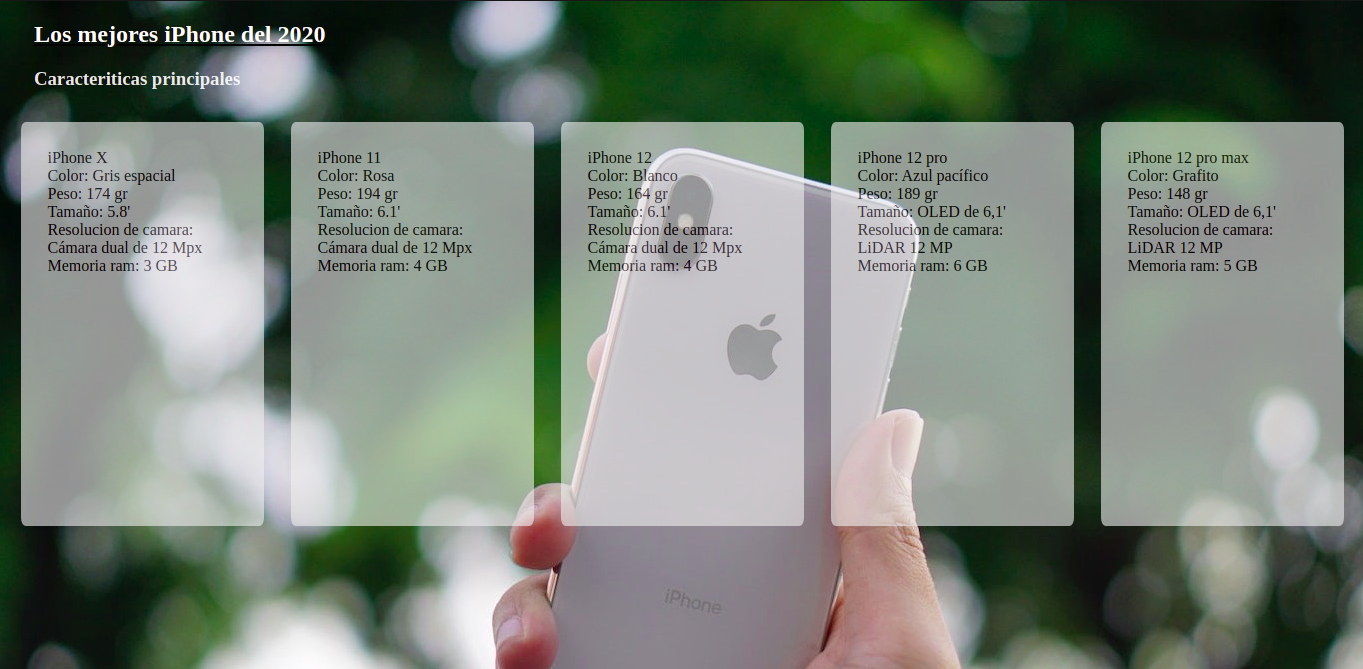 Los mejores iPhone del 2020
Caracteriticas principales
iPhone X
Color: Gris espacial
Peso: 174 gr
Tamaño: 5.8'
Resolucion de camara:
Cámara dual de 12 Mpx
Memoria ram: 3 GB
iPhone 11
Color: Rosa
Peso: 194 gr
Tamaño: 6.1'
Resolucion de camara:
Cámara dual de 12 Mpx
Memoria ram: 4 GB
iPhone 12
Color: Blanco
Peso: 164 gr
Tamaño: 6.1'
Resolucion de camara:
Cámara dual de 12 Mpx
Memoria ram: 4 GB
iPhone 12 pro
Color: Azul pacífico
Peso: 189 gr
Tamaño: OLED de 6,1'
Resolucion de camara:
LiDAR 12 MP
Memoria ram: 6 GB
iPhone 12 pro max
Color: Grafito
Peso: 148 gr
Tamaño: OLED de 6,1'
Resolucion de camara:
LiDAR 12 MP
Memoria ram: 5 GB
iPhone